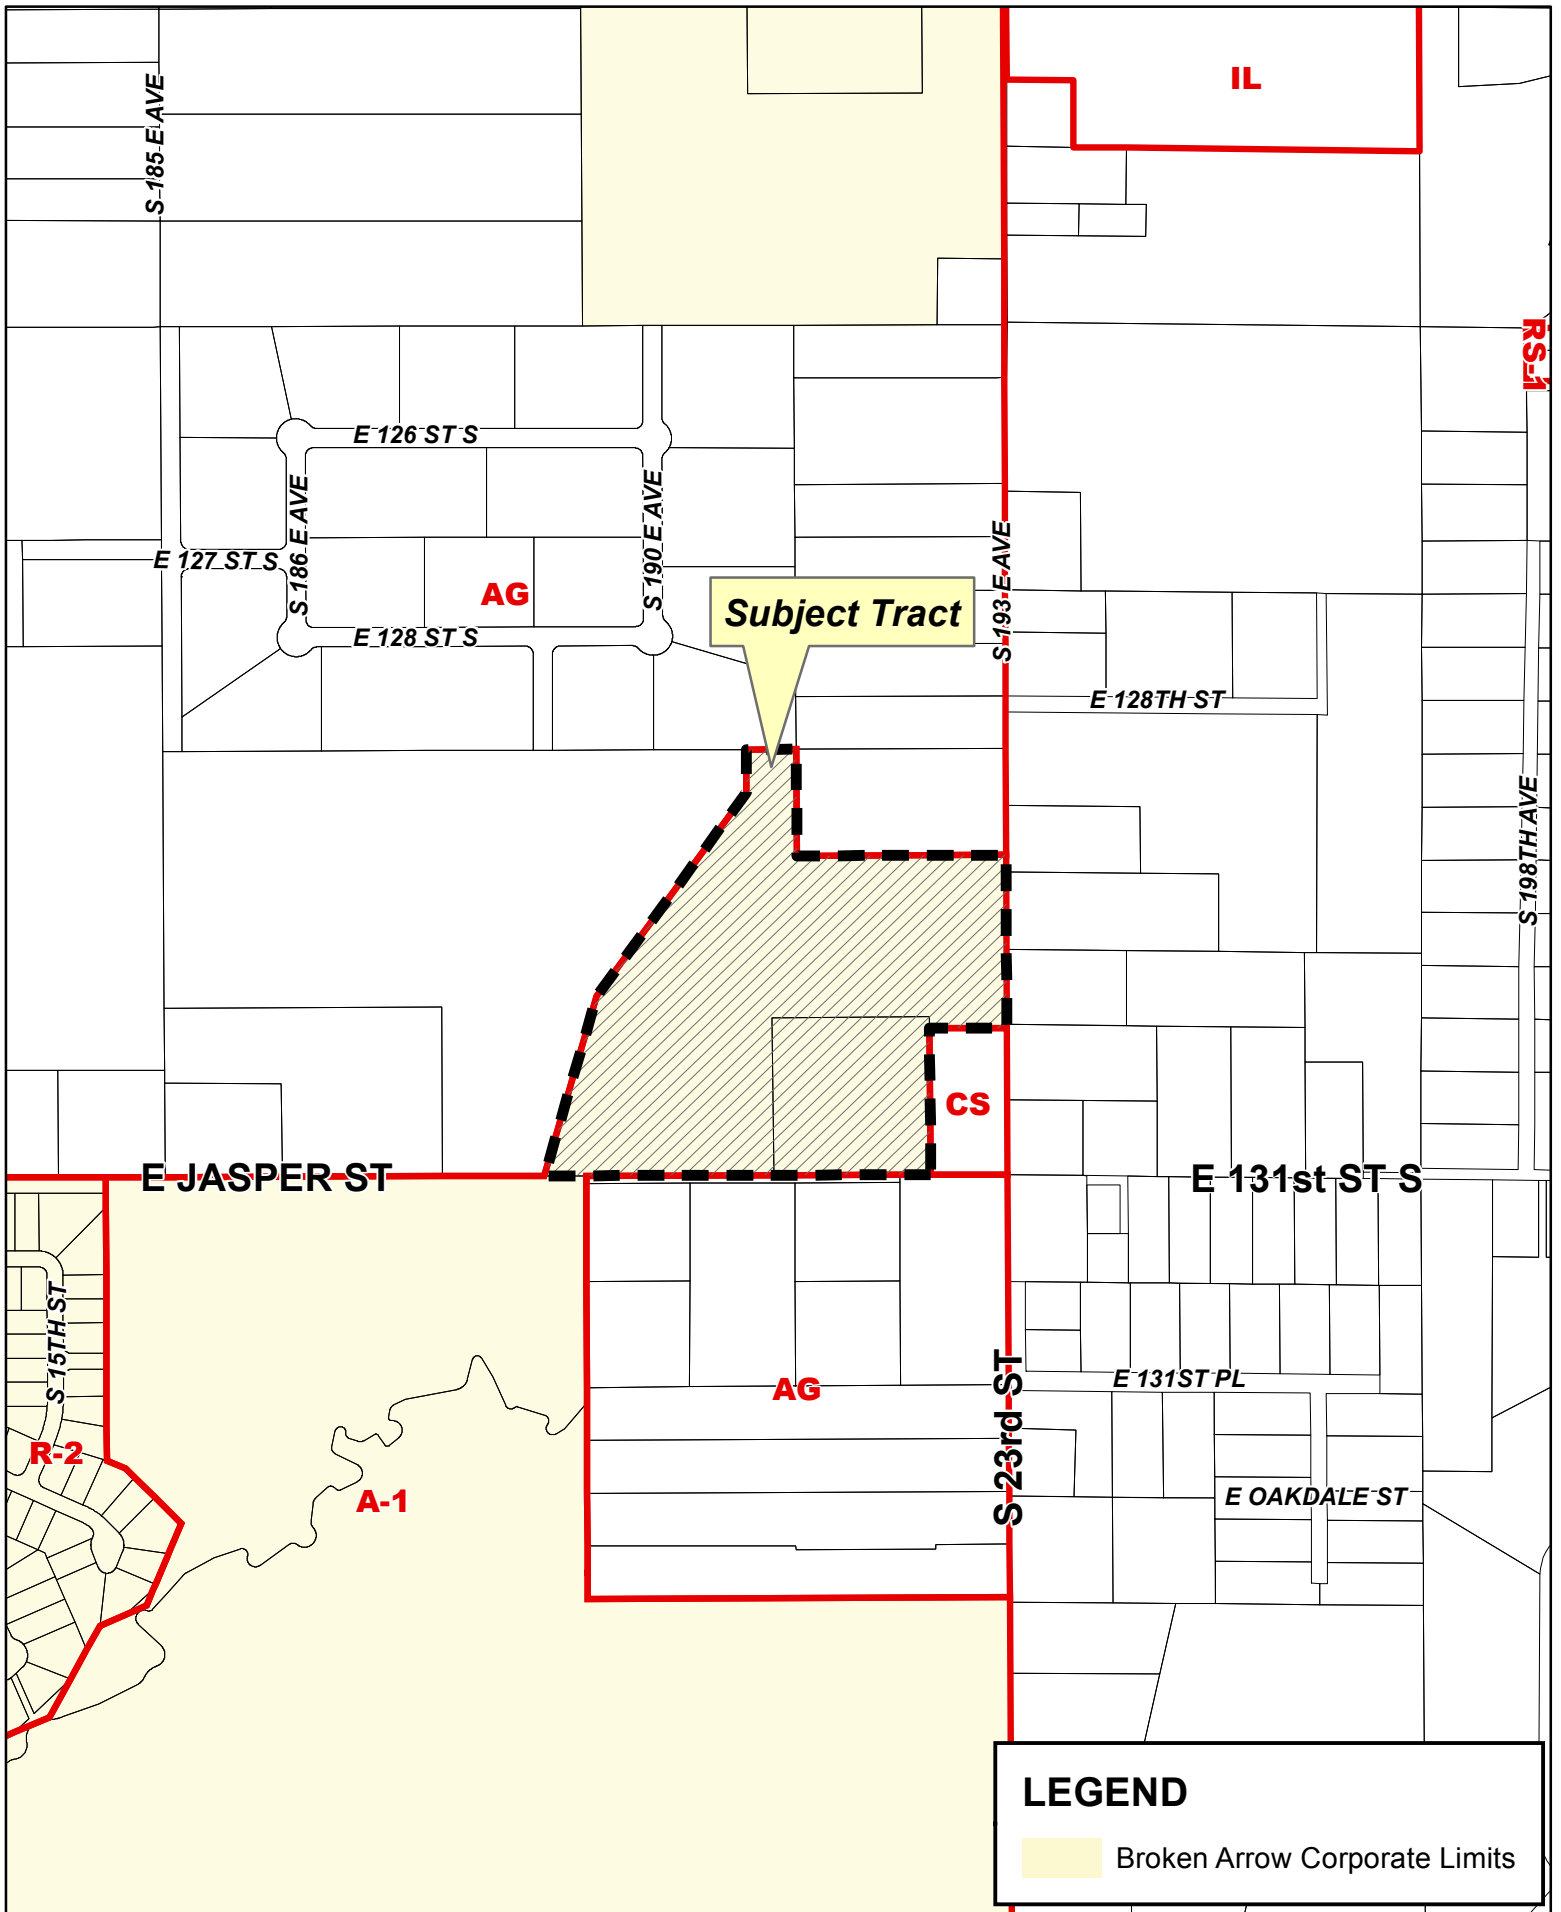 IL
S 185 E AVE
RS-1
E 126 ST S
S 186 E AVE
S 190 E AVE
S 193 E AVE
E 127 ST S
AG
Subject Tract
E 128 ST S
E 128TH ST
S 198TH AVE
CS
E JASPER ST
E 131st ST S
S 15TH ST
E 131ST PL
AG
S 23rd ST
R-2
A-1
E OAKDALE ST
LEGEND
Broken Arrow Corporate Limits